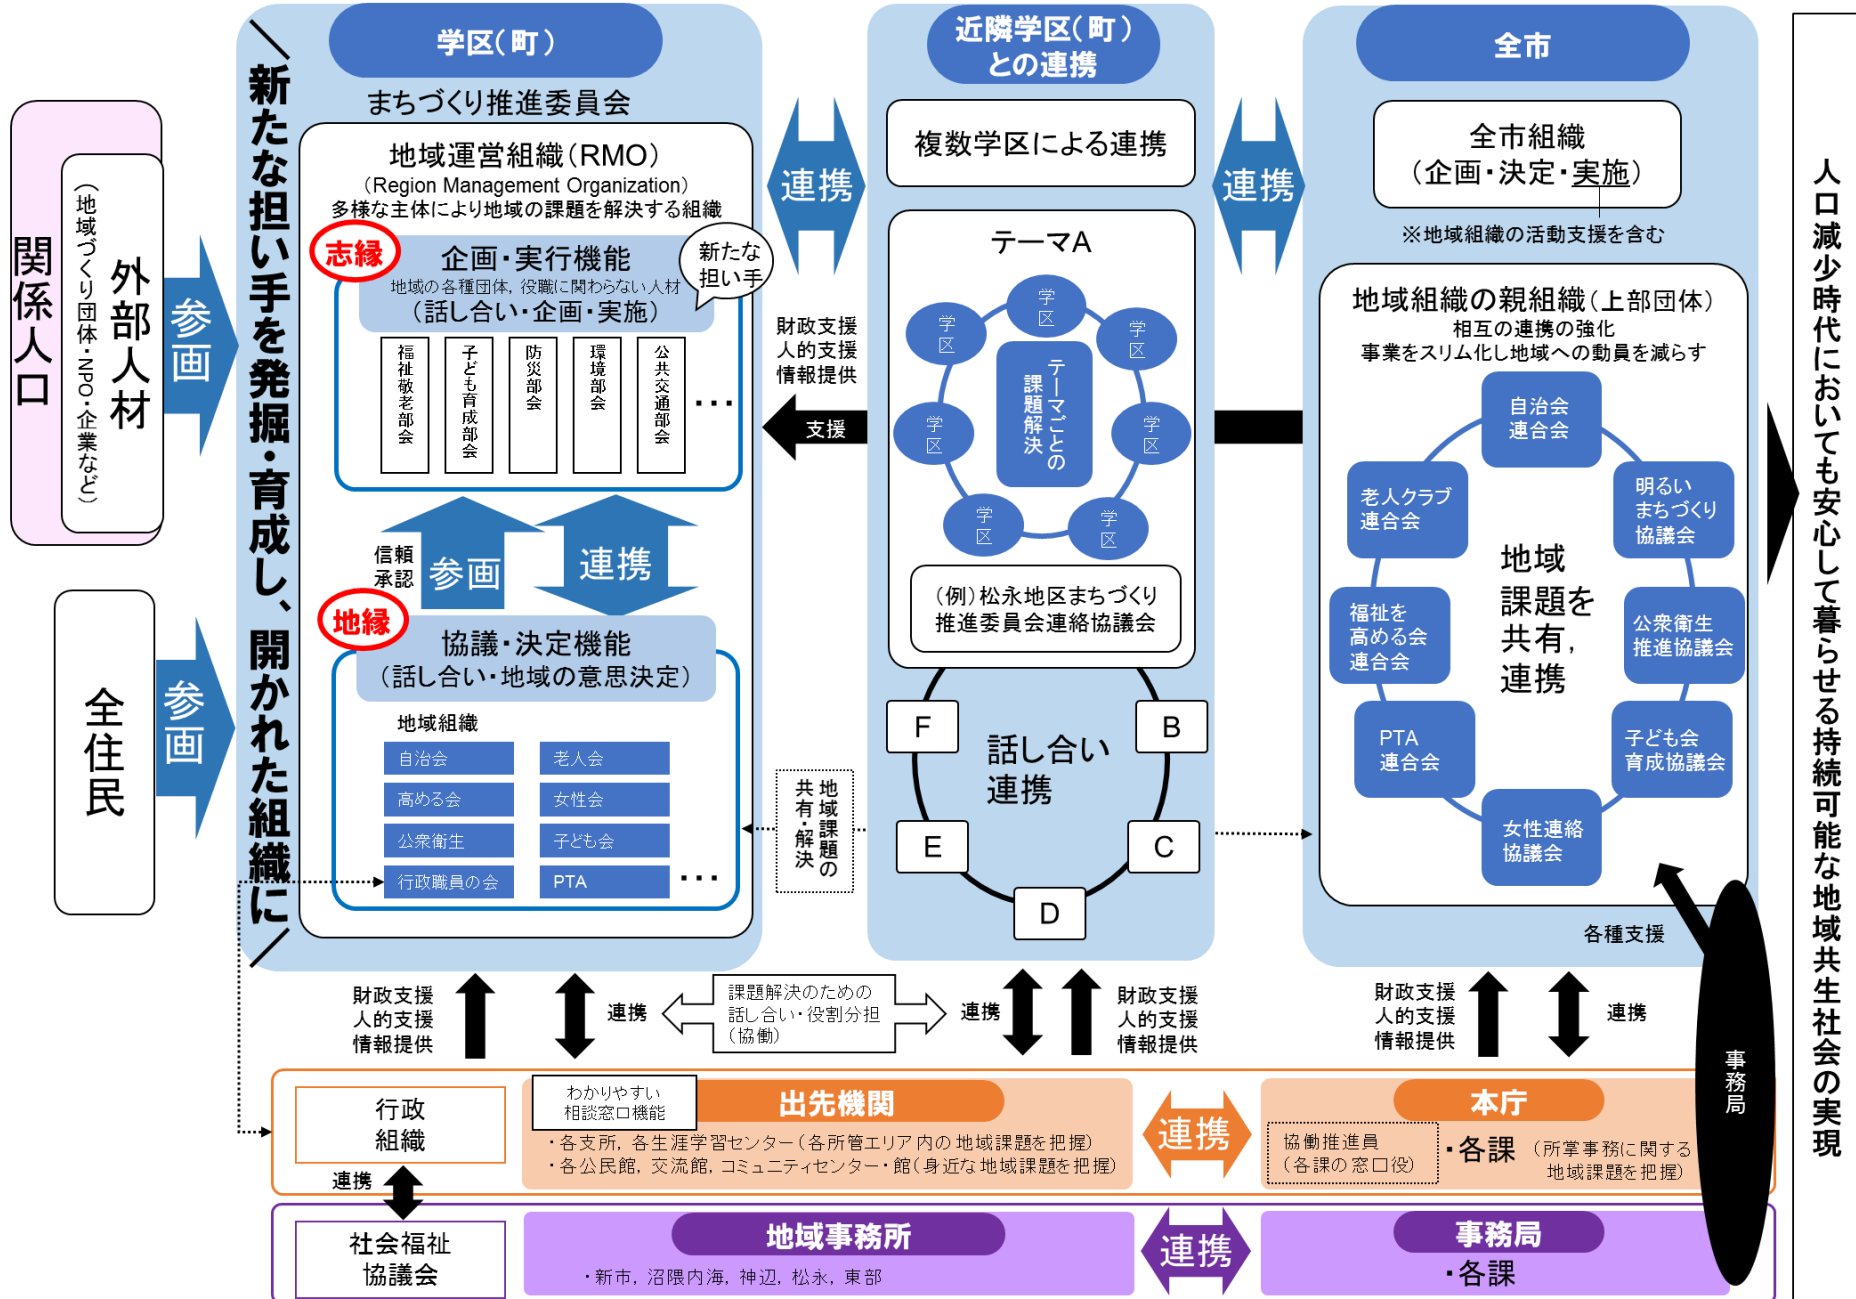 関係人口
外部人材
(地域づくり団体・NPO・企業など)
参画
全住民
参画
新たな担い手を発掘・育成し、開かれた組織に
学区(町)
まちづくり推進委員会
地域運営組織(RMO)
(Region Management Organization)
多様な主体により地域の課題を解決する組織
志縁
企画・実行機能
地域の各種団体, 役職に関わらない人材
(話し合い・企画・実施)
新たな
担い手
福祉敬老部会
子ども育成部会
防災部会
環境部会
公共交通部会
・・・
信頼
承認
参画
連携
地縁
協議・決定機能
(話し合い・地域の意思決定)
地域組織
自治会
老人会
高める会
女性会
公衆衛生
子ども会
行政職員の会
PTA
・・・
連携
財政支援
人的支援
情報提供
支援
地域課題の
共有・解決
近隣学区(町)
との連携
複数学区による連携
テーマA
学区
学区
学区
学区
学区
学区
学区
テーマごとの
課題解決
(例)松永地区まちづくり
推進委員会連絡協議会
F
B
話し合い
連携
E
C
D
連携
全市
全市組織
(企画・決定・実施)
※地域組織の活動支援を含む
地域組織の親組織(上部団体)
相互の連携の強化
事業をスリム化し地域への動員を減らす
自治会
連合会
老人クラブ
連合会
明るい
まちづくり
協議会
福祉を
高める会
連合会
地域
課題を
共有,
連携
公衆衛生
推進協議会
PTA
連合会
子ども会
育成協議会
女性連絡
協議会
各種支援
事務局
人口減少時代においても安心して暮らせる持続可能な地域共生社会の実現
財政支援
人的支援
情報提供
連携
課題解決のための
話し合い・役割分担
(協働)
連携
財政支援
人的支援
情報提供
財政支援
人的支援
情報提供
連携
行政
組織
わかりやすい
相談窓口機能
出先機関
・各支所, 各生涯学習センター(各所管エリア内の地域課題を把握)
・各公民館, 交流館, コミュニティセンター・館(身近な地域課題を把握)
連携
本庁
協働推進員
(各課の窓口役)
・各課
(所掌事務に関する
地域課題を把握)
連携
社会福祉
協議会
地域事務所
・新市, 沼隈内海, 神辺, 松永, 東部
連携
事務局
・各課